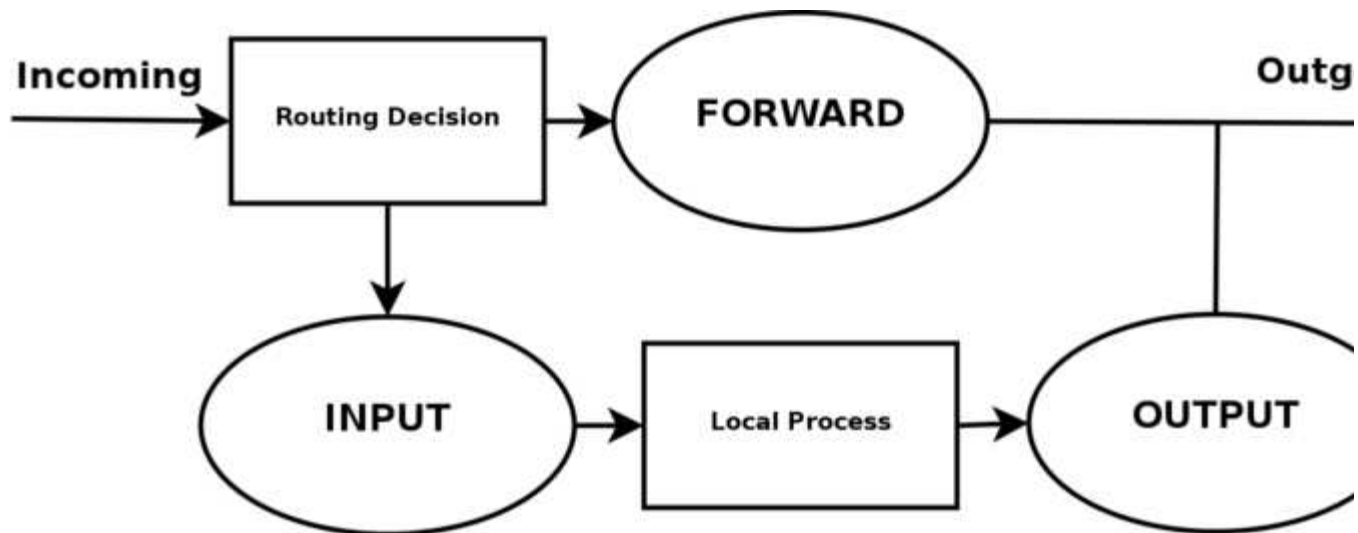 Incoming
Routing Decision
FORWARD
Outg
INPUT
Local Process
OUTPUT